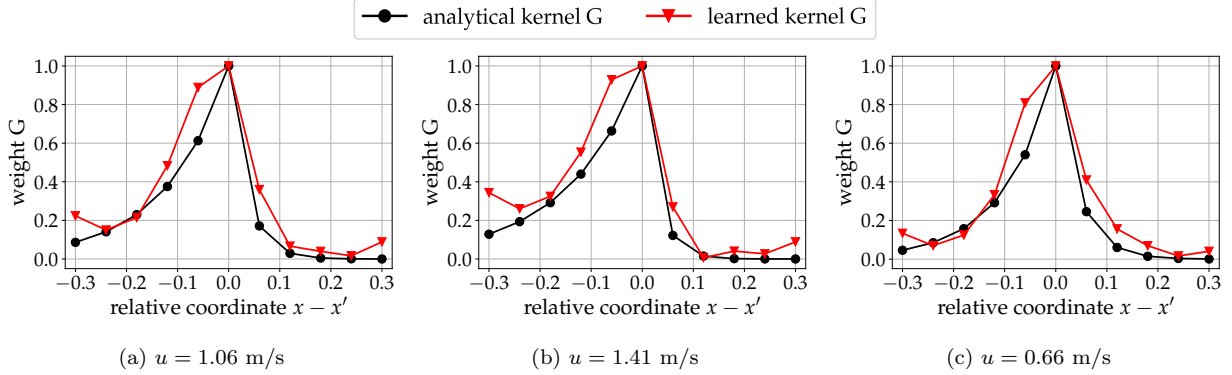 analytical kernel G learned kernel G
1.0 0.8 0.6 0.4 0.2 0.0
weight G
−0.3 −0.2 −0.1 0.0 0.1 0.2 0.3
relative coordinate x − x′
(a) u = 1.06 m/s
1.0 0.8 0.6 0.4 0.2 0.0
weight G
−0.3 −0.2 −0.1 0.0 0.1 0.2 0.3
relative coordinate x − x′
(b) u = 1.41 m/s
1.0 0.8 0.6 0.4 0.2 0.0
weight G
−0.3 −0.2 −0.1 0.0 0.1 0.2 0.3
relative coordinate x − x′
(c) u = 0.66 m/s